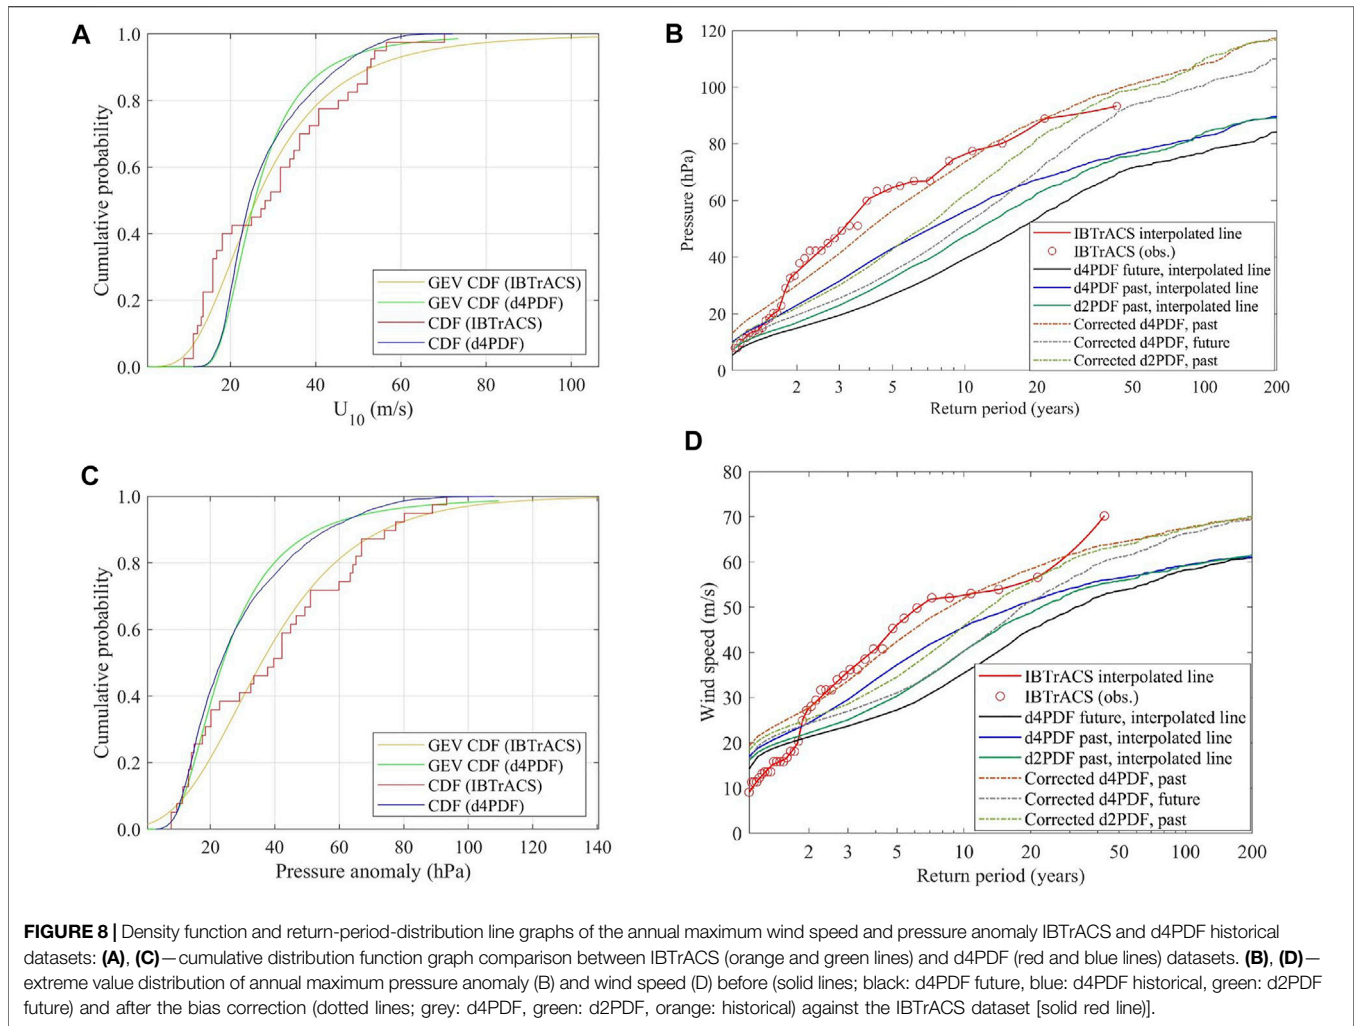 A
1.0
0.8
0.6
0.4
0.2
0.0
Cumulative probability
20
40
60
80
100
U10 (m/s)
GEV CDF (IBTrACS)
GEV CDF (d4PDF)
CDF (IBTrACS)
CDF (d4PDF)
B
120
100
80
60
40
20
0
Pressure (hPa)
2
3
5
10
20
50
100
200
Return period (years)
IBTrACS interpolated line
IBTrACS (obs.)
d4PDF future, interpolated line
d4PDF past, interpolated line
d2PDF past, interpolated line
Corrected d4PDF, past
Corrected d4PDF, future
Corrected d2PDF, past
C
1.0
0.8
0.6
0.4
0.2
0.0
Cumulative probability
20
40
60
80
100
120
140
Pressure anomaly (hPa)
GEV CDF (IBTrACS)
GEV CDF (d4PDF)
CDF (IBTrACS)
CDF (d4PDF)
D
80
70
60
50
40
30
20
10
0
Wind speed (m/s)
2
3
5
10
20
50
100
200
Return period (years)
IBTrACS interpolated line
IBTrACS (obs.)
d4PDF future, interpolated line
d4PDF past, interpolated line
d2PDF past, interpolated line
Corrected d4PDF, past
Corrected d4PDF, future
Corrected d2PDF, past
FIGURE 8 | Density function and return-period-distribution line graphs of the annual maximum wind speed and pressure anomaly IBTrACS and d4PDF historical
datasets: (A), (C)—cumulative distribution function graph comparison between IBTrACS (orange and green lines) and d4PDF (red and blue lines) datasets. (B), (D)—
extreme value distribution of annual maximum pressure anomaly (B) and wind speed (D) before (solid lines; black: d4PDF future, blue: d4PDF historical, green: d2PDF
future) and after the bias correction (dotted lines; grey: d4PDF, green: d2PDF, orange: historical) against the IBTrACS dataset [solid red line)].